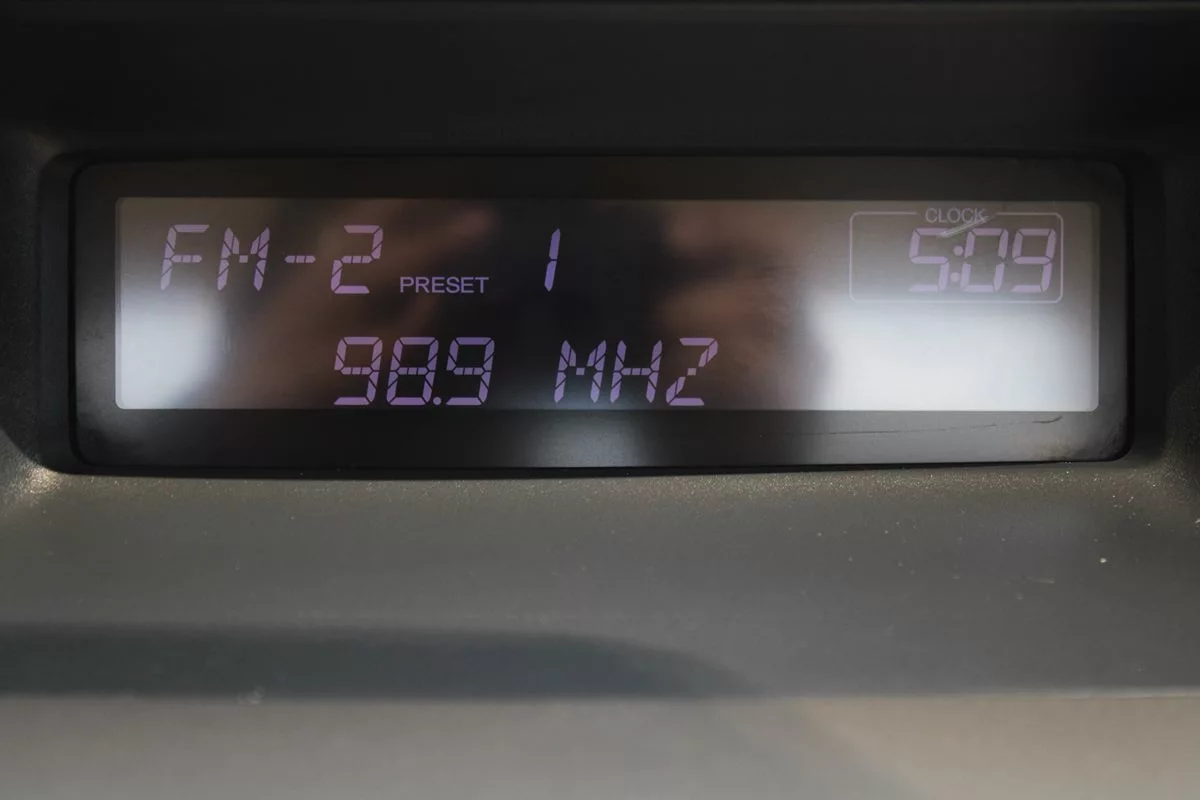 CLOCK
FM-2 PRESET 1 5:09
98.9 MHZ